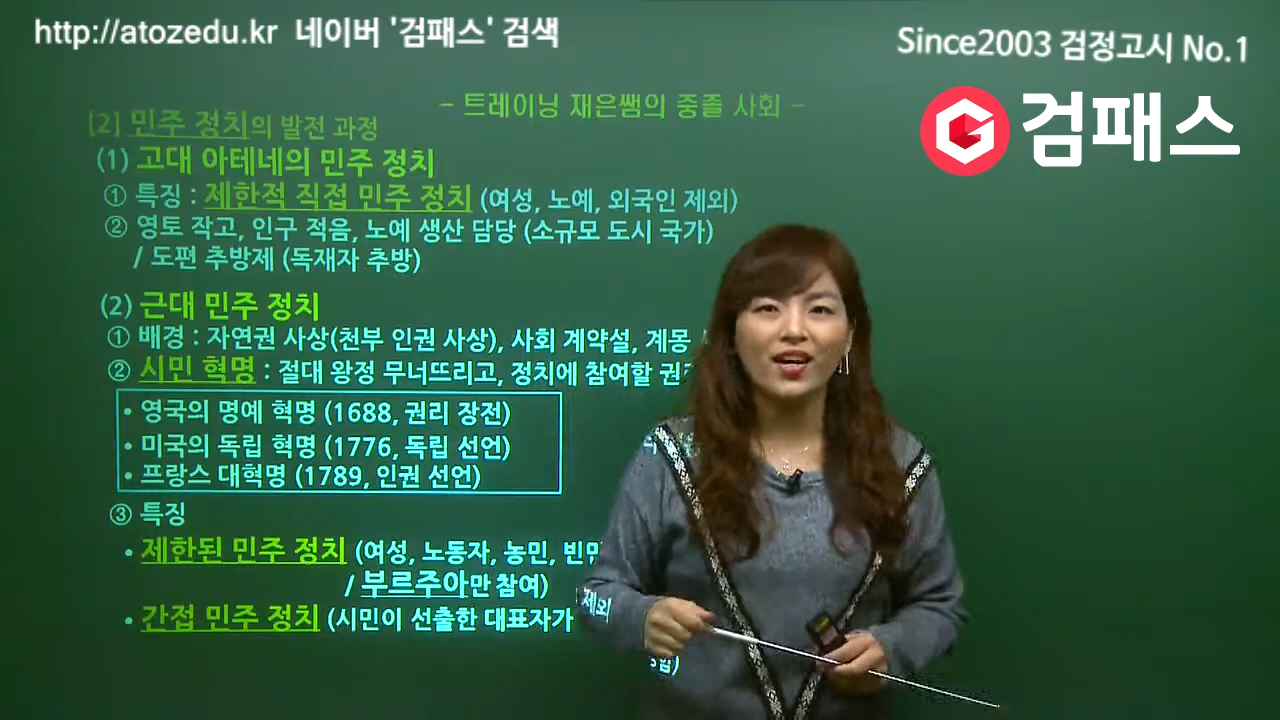 http://atozedu.kr 네이버 '검패스' 검색
Since2003 검정고시 No.1
검패스
- 트레이닝 재은쌤의 중졸 사회 -
[2] 민주 정치의 발전 과정
(1) 고대 아테네의 민주 정치
① 특징 : 제한적 직접 민주 정치 (여성, 노예, 외국인 제외)
② 영토 작고, 인구 적음, 노예 생산 담당 (소규모 도시 국가)
/ 도편 추방제 (독재자 추방)
(2) 근대 민주 정치
① 배경 : 자연권 사상(천부 인권 사상), 사회 계약설, 계몽
② 시민 혁명 : 절대 왕정 무너뜨리고, 정치에 참여할
• 영국의 명예 혁명 (1688, 권리 장전)
• 미국의 독립 혁명 (1776, 독립 선언)
• 프랑스 대혁명 (1789, 인권 선언)
③ 특징
• 제한된 민주 정치 (여성, 노동자, 농민, 제외
/ 부르주아만 참여)
• 간접 민주 정치 (시민이 선출한 대표자가